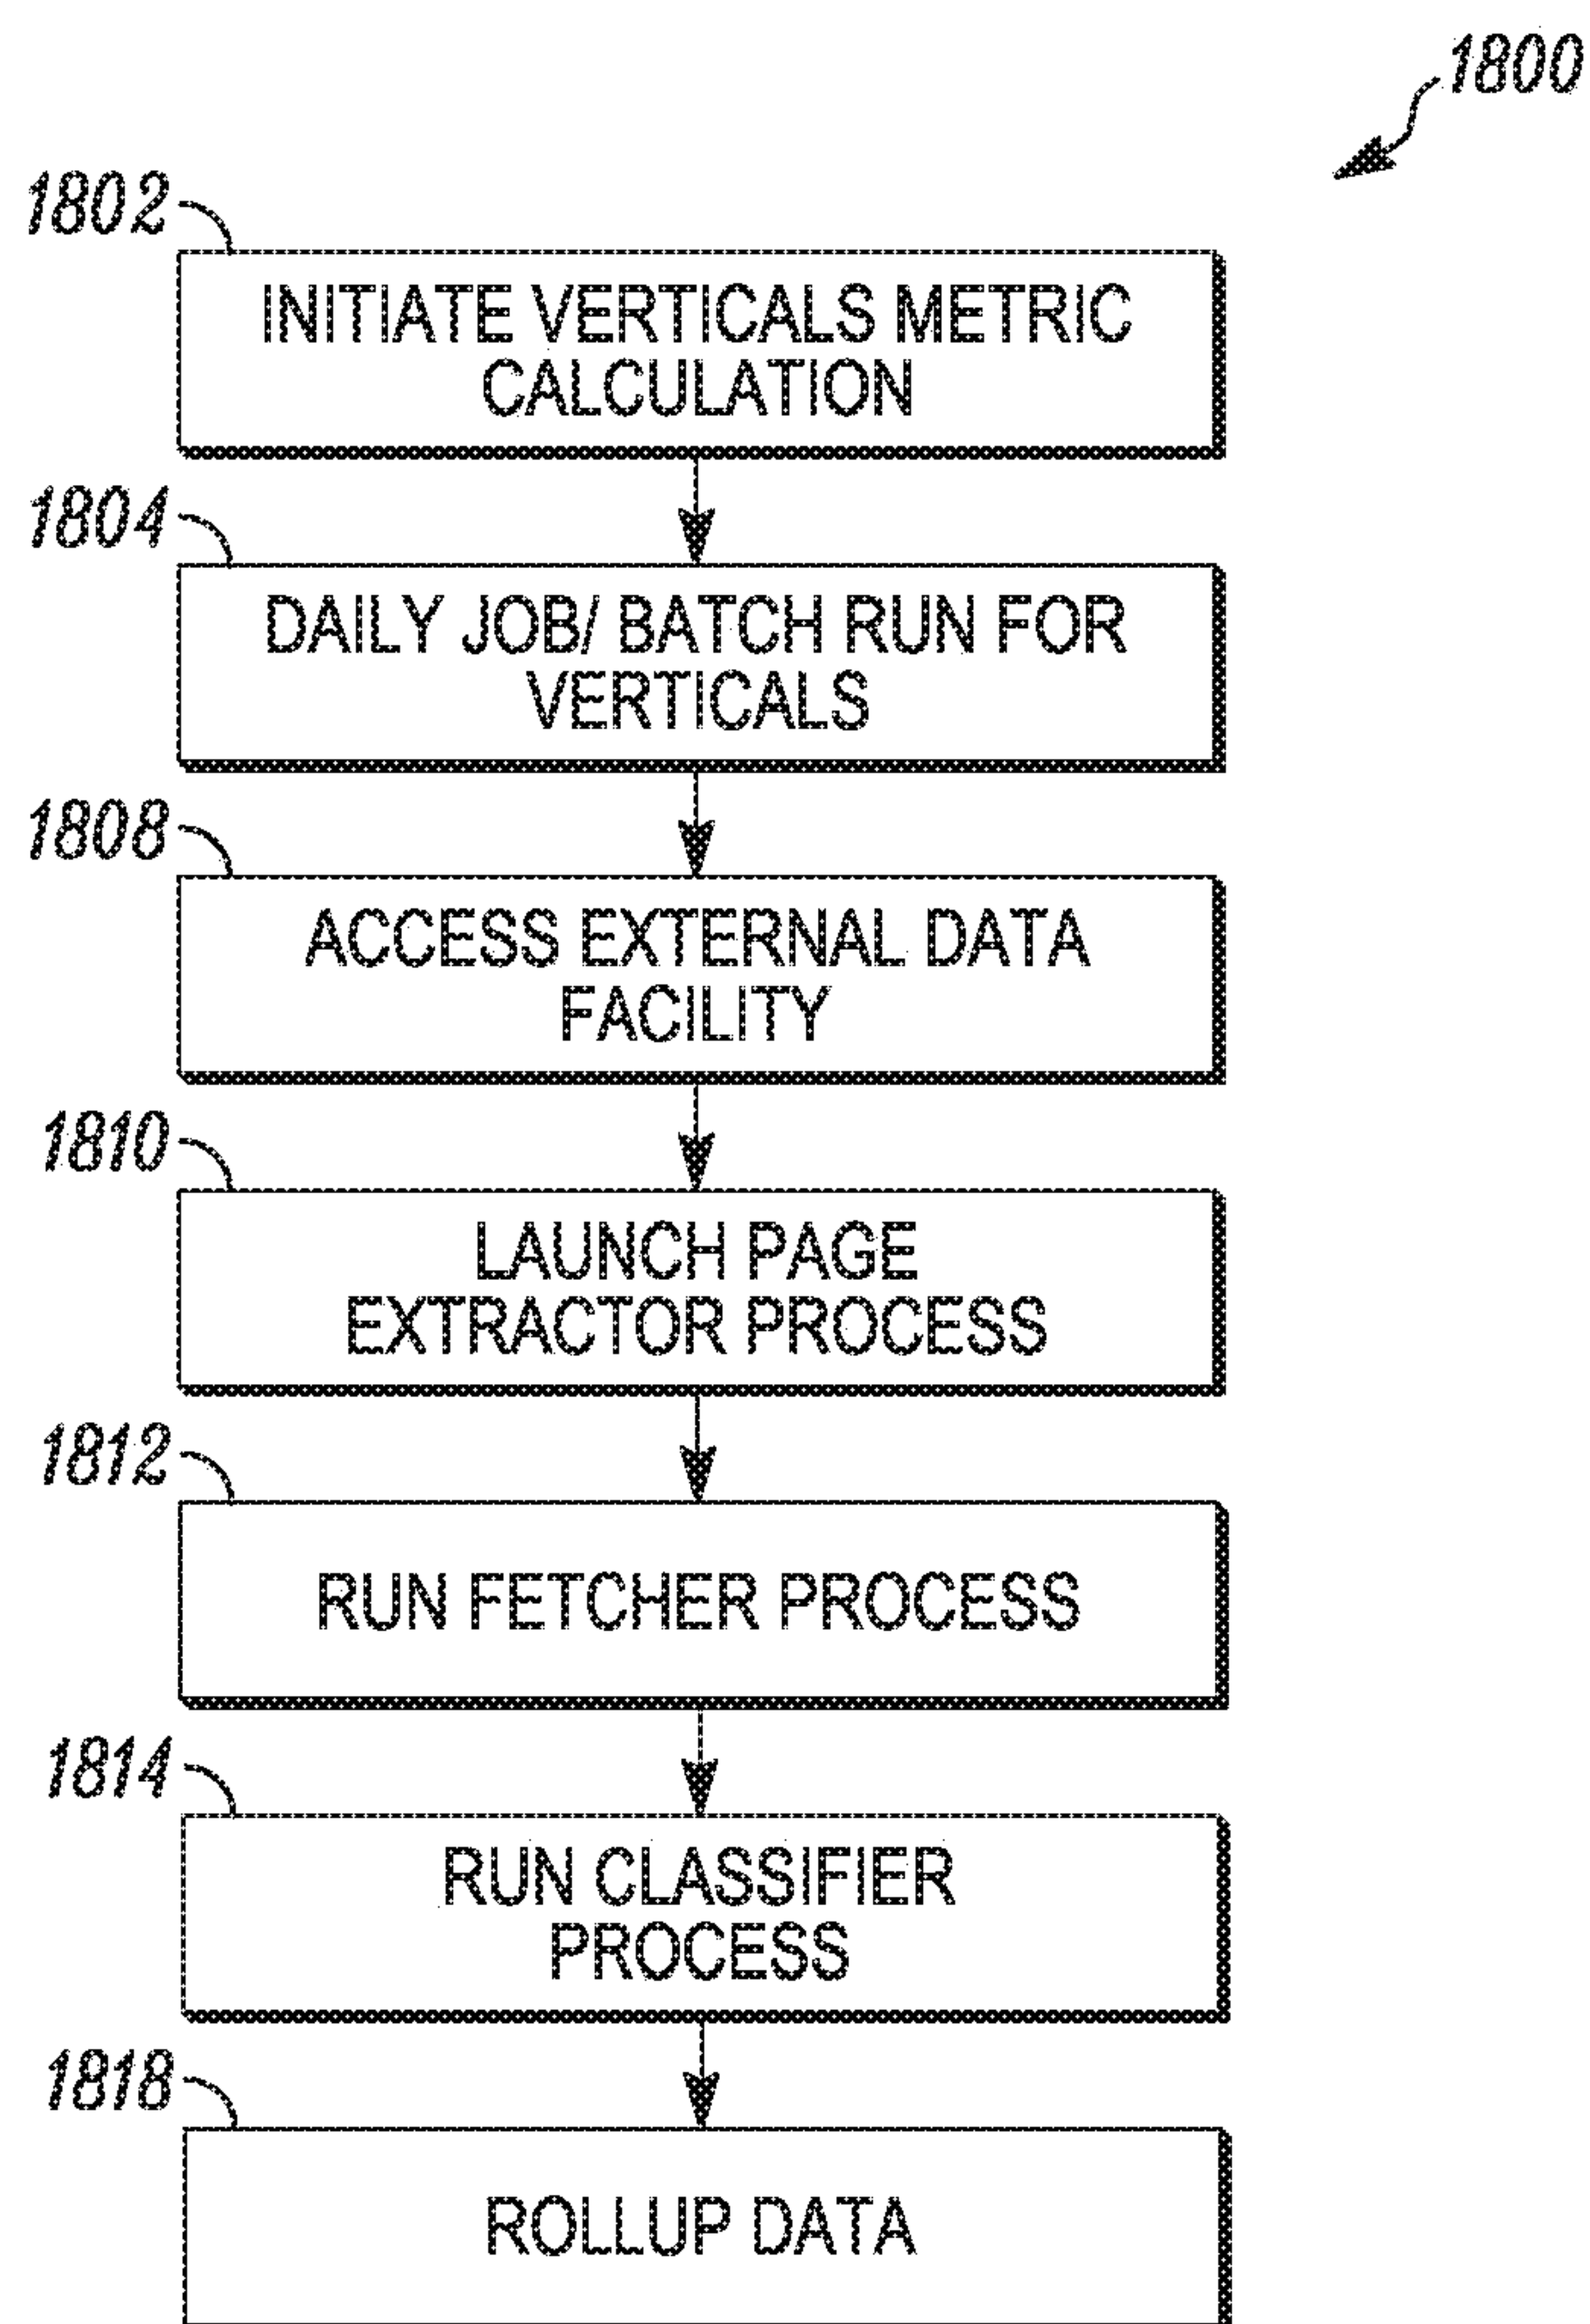 1800
1802
INITIATE VERTICALS METRIC
CALCULATION
1804
DAILY JOB/ BATCH RUN FOR
VERTICALS
1808
ACCESS EXTERNAL DATA
FACILITY
1810
LAUNCH PAGE
EXTRACTOR PROCESS
1812
RUN FETCHER PROCESS
1814
RUN CLASSIFIER
PROCESS
1818
ROLLUP DATA